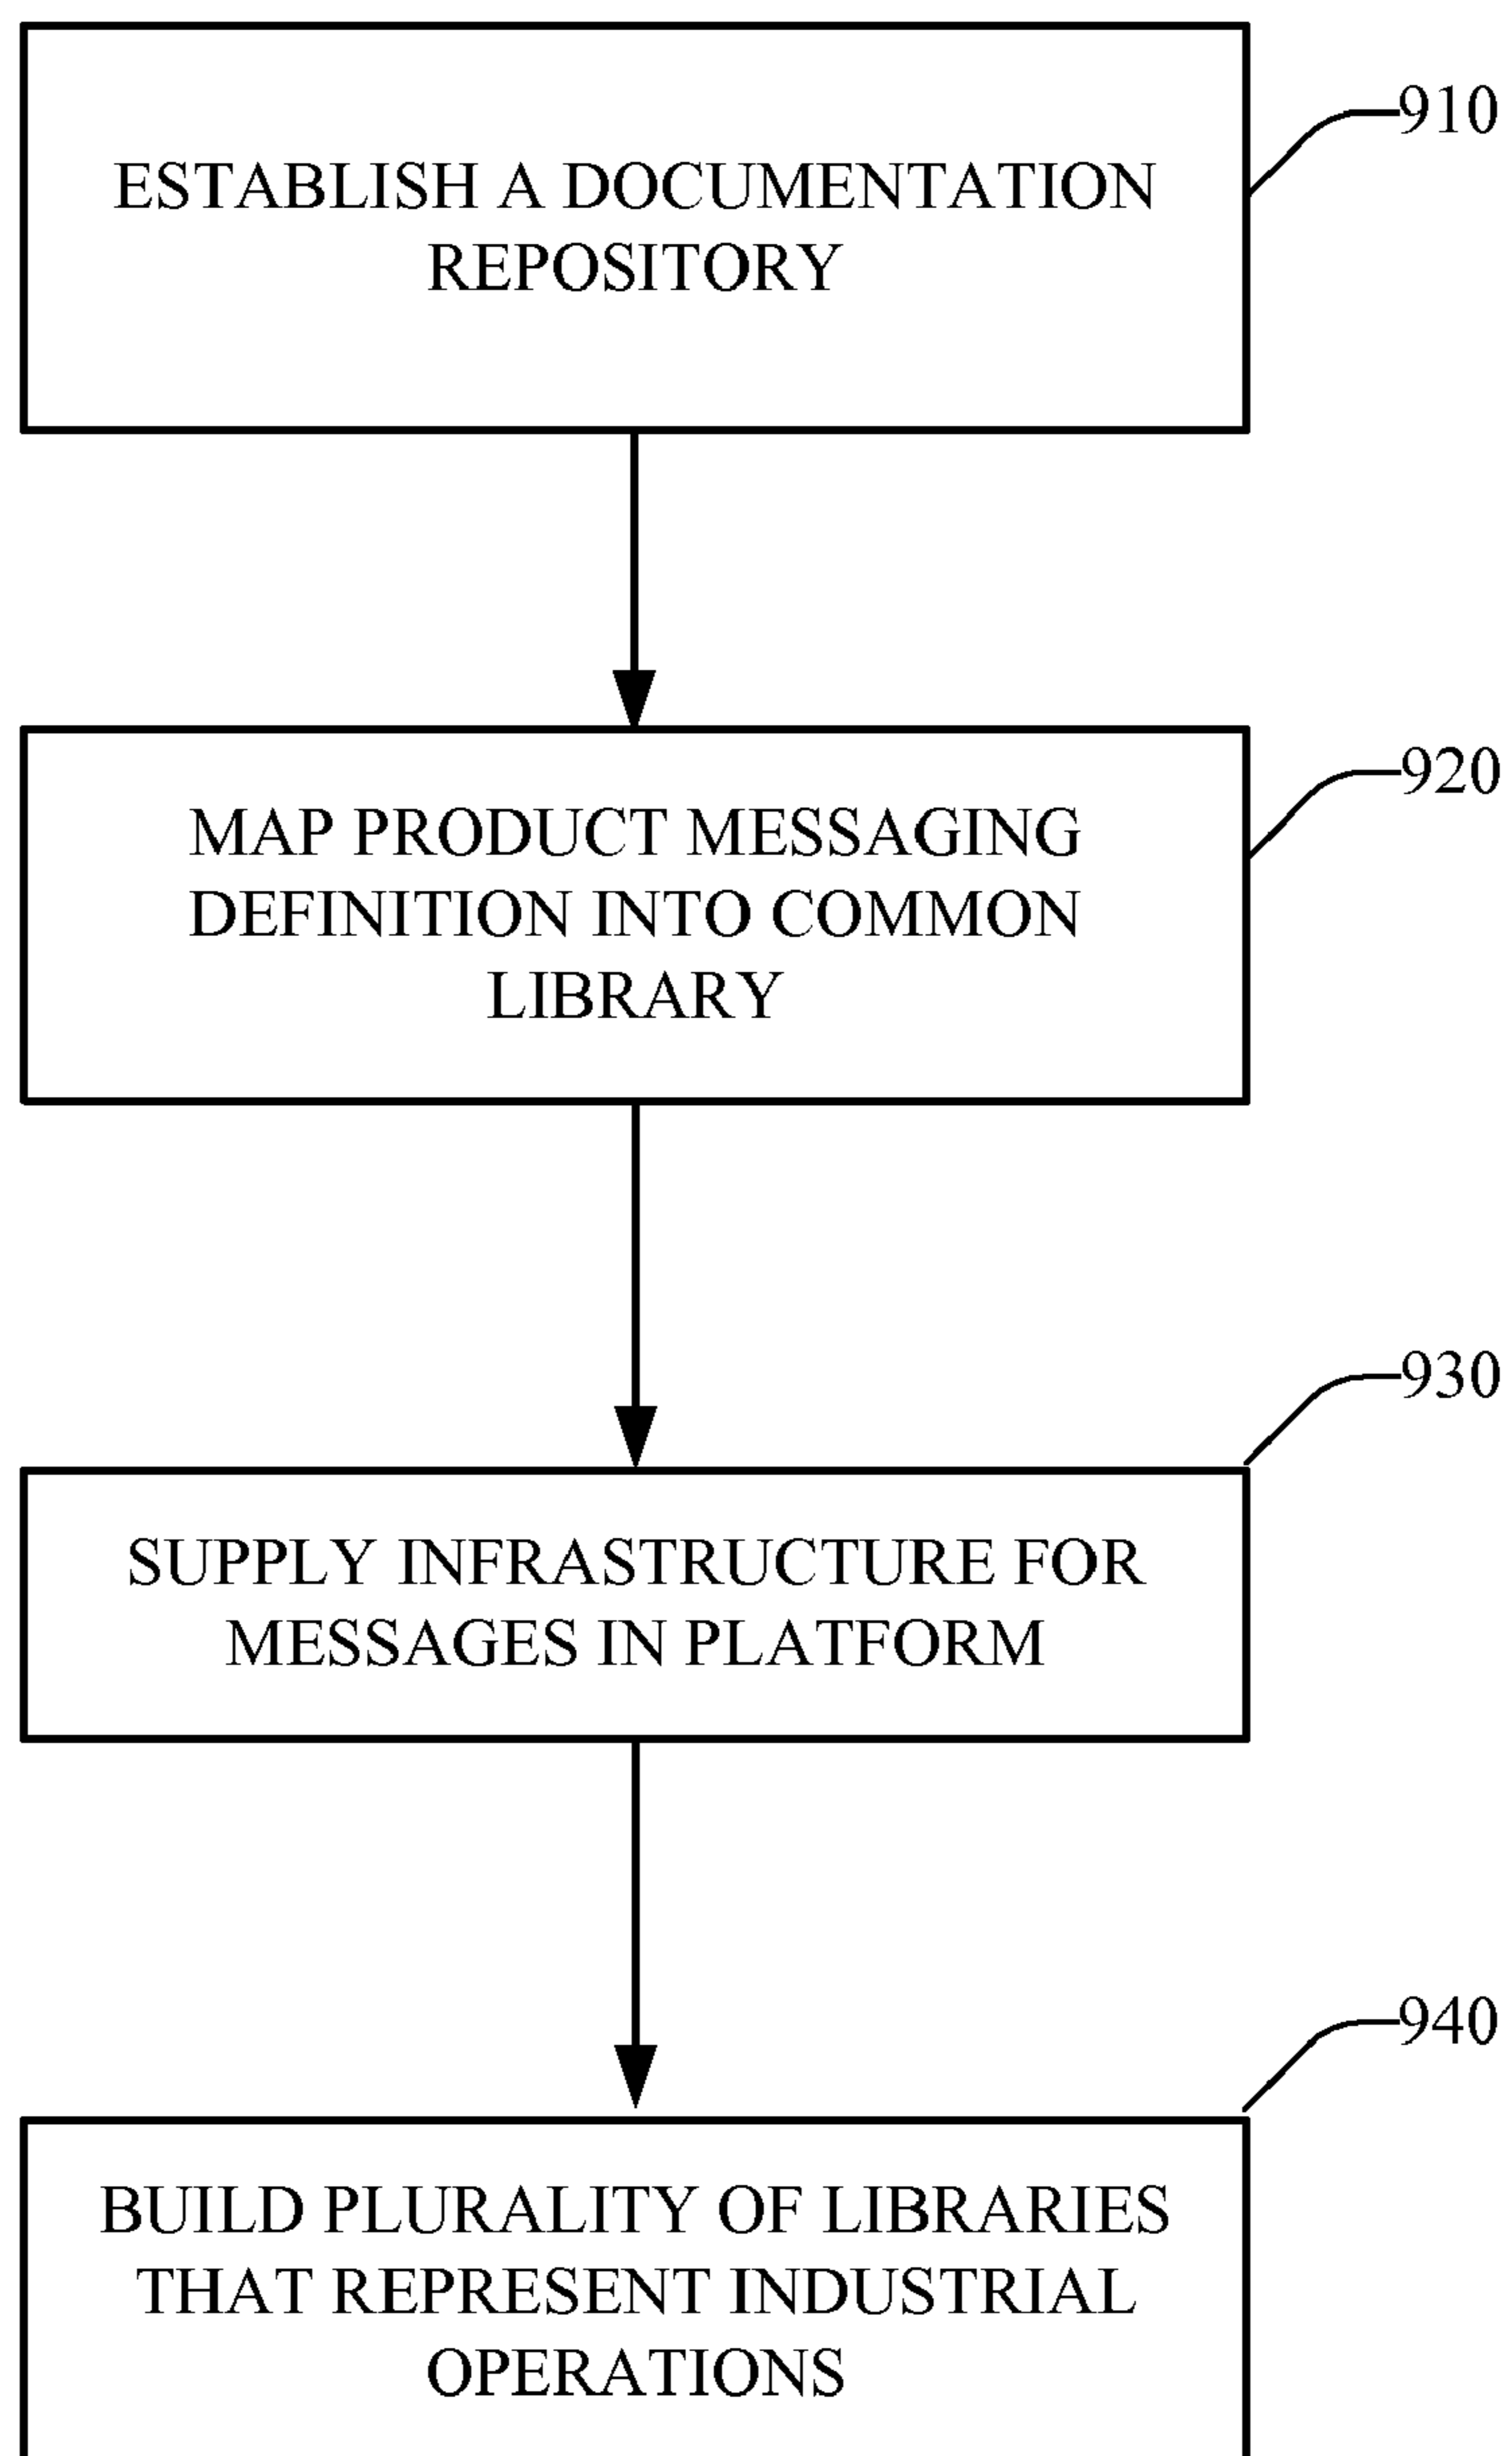 910
ESTABLISH A DOCUMENTATION
REPOSITORY
920
MAP PRODUCT MESSAGING
DEFINITION INTO COMMON
LIBRARY
930
SUPPLY INFRASTRUCTURE FOR
MESSAGES IN PLATFORM
940
BUILD PLURALITY OF LIBRARIES
THAT REPRESENT INDUSTRIAL
OPERATIONS